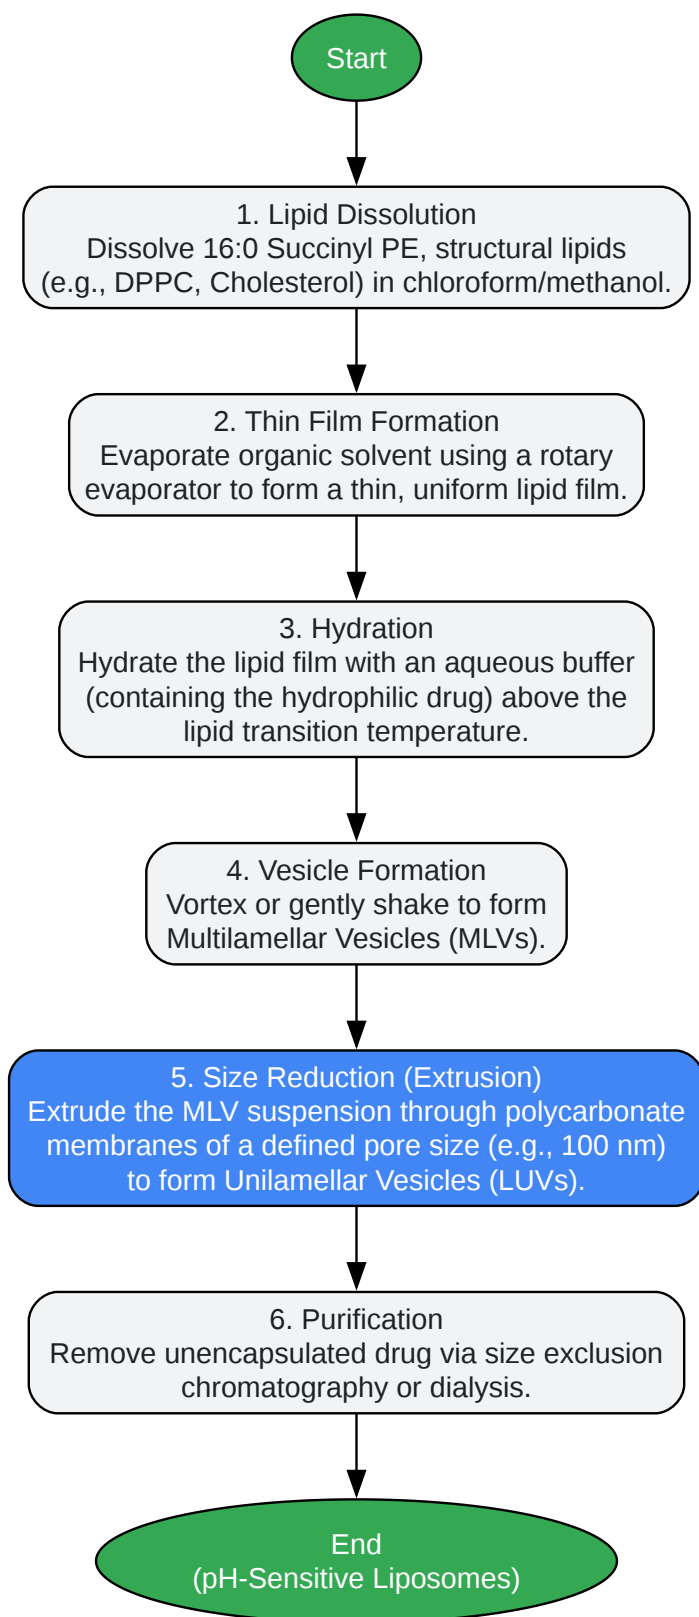 Start
1. Lipid Dissolution
Dissolve 16:0 Succinyl PE, structural lipids
(e.g., DPPC, Cholesterol) in chloroform/methanol.
2. Thin Film Formation
Evaporate organic solvent using a rotary
evaporator to form a thin, uniform lipid film.
3. Hydration
Hydrate the lipid film with an aqueous buffer
(containing the hydrophilic drug) above the
lipid transition temperature.
4. Vesicle Formation
Vortex or gently shake to form
Multilamellar Vesicles (MLVs).
5. Size Reduction (Extrusion)
Extrude the MLV suspension through polycarbonate
membranes of a defined pore size (e.g., 100 nm)
to form Unilamellar Vesicles (LUVs).
6. Purification
Remove unencapsulated drug via size exclusion
chromatography or dialysis.
End
(pH-Sensitive Liposomes)